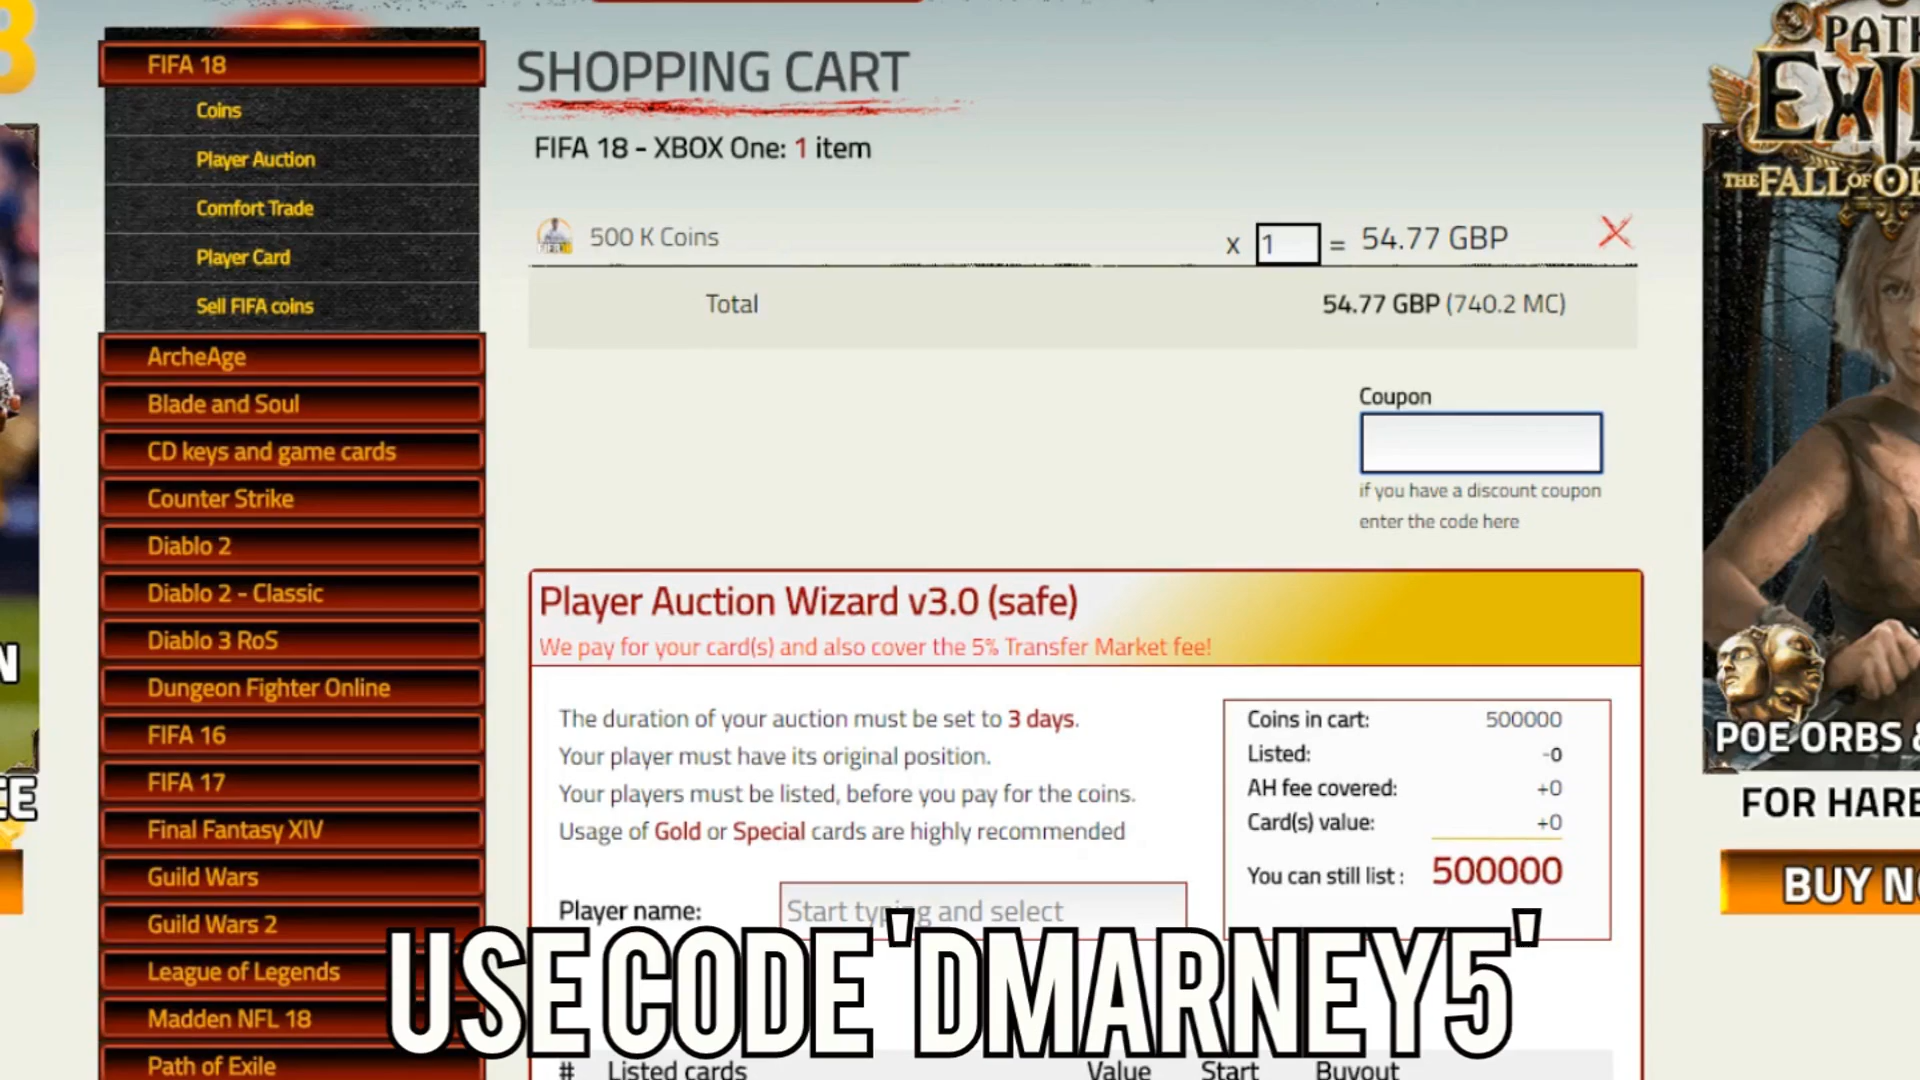 FIFA 18
Coins
Player Auction
Comfort Trade
Player Card
Sell FIFA coins
ArcheAge
Blade and Soul
CD keys and game cards
Counter Strike
Diablo 2
Diablo 2 - Classic
Diablo 3 RoS
Dungeon Fighter Online
FIFA 16
FIFA 17
Final Fantasy XIV
Guild Wars
Guild Wars 2
League of Legends
Madden NFL 18
Path of Exile
SHOPPING CART
FIFA 18 - XBOX One: 1 item
500 K Coins x 1 = 54.77 GBP
Total 54.77 GBP (740.2 MC)
Coupon
if you have a discount coupon
enter the code here
Player Auction Wizard v3.0 (safe)
We pay for your card(s) and also cover the 5% Transfer Market fee!
The duration of your auction must be set to 3 days.
Your player must have its original position.
Your players must be listed, before you pay for the coins.
Usage of Gold or Special cards are highly recommended
Coins in cart: 500000
Listed: -0
AH fee covered: +0
Card(s) value: +0
You can still list : 500000
Player name: Start typing and select
USE CODE 'DMARNEY5'
# Listed cards Value Start Buyout
THE FALL OF
POE ORBS &
FOR
BUY